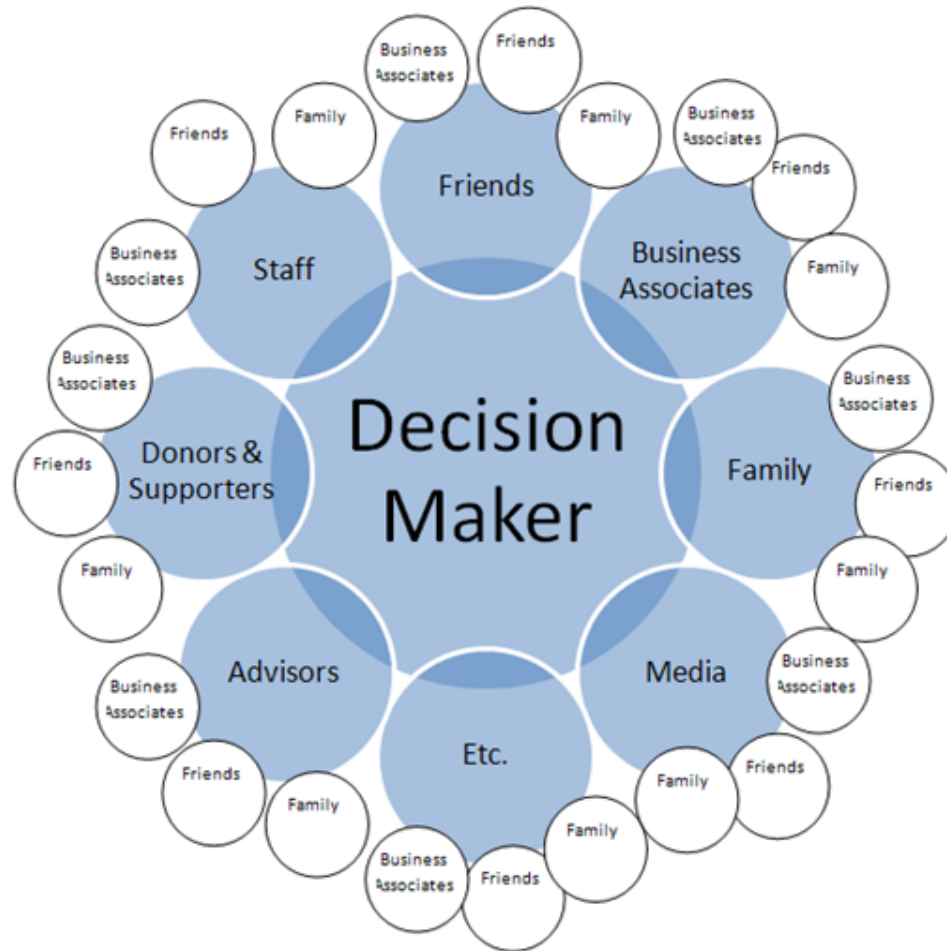 Decision
Maker
Friends
Business
Associates
Friends
Family
Business
Associates
Business
Associates
Friends
Family
Family
Business
Associates
Friends
Family
Media
Business
Associates
Friends
Family
Etc.
Family
Friends
Business
Associates
Advisors
Family
Friends
Business
Associates
Donors &
Supporters
Family
Friends
Business
Associates
Staff
Business
Associates
Friends
Family